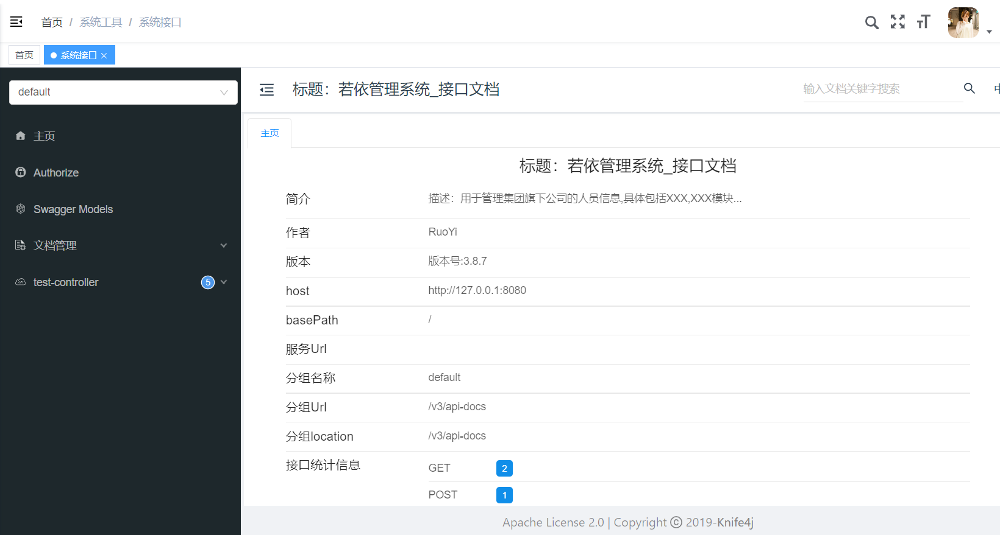 首页 / 系统工具 / 系统接口
首页
系统接口
default
主页
Authorize
Swagger Models
文档管理
test-controller 5
标题：若依管理系统_接口文档
输入文档关键字搜索
主页
标题：若依管理系统_接口文档
简介 描述：用于管理集团旗下公司的人员信息,具体包括XXX,XXX模块...
作者 RuoYi
版本 版本号:3.8.7
host http://127.0.0.1:8080
basePath /
服务Url
分组名称 default
分组Url /v3/api-docs
分组location /v3/api-docs
接口统计信息 GET 2
POST 1
Apache License 2.0 | Copyright © 2019-Knife4j